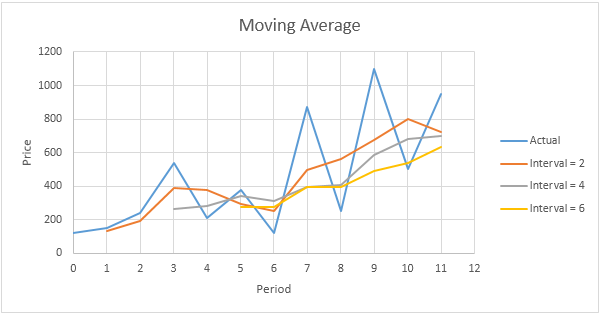 Moving Average
1200
1000
800
600
400
200
0
Price
0 1 2 3 4 5 6 7 8 9 10 11 12
Period
Actual
Interval = 2
Interval = 4
Interval = 6